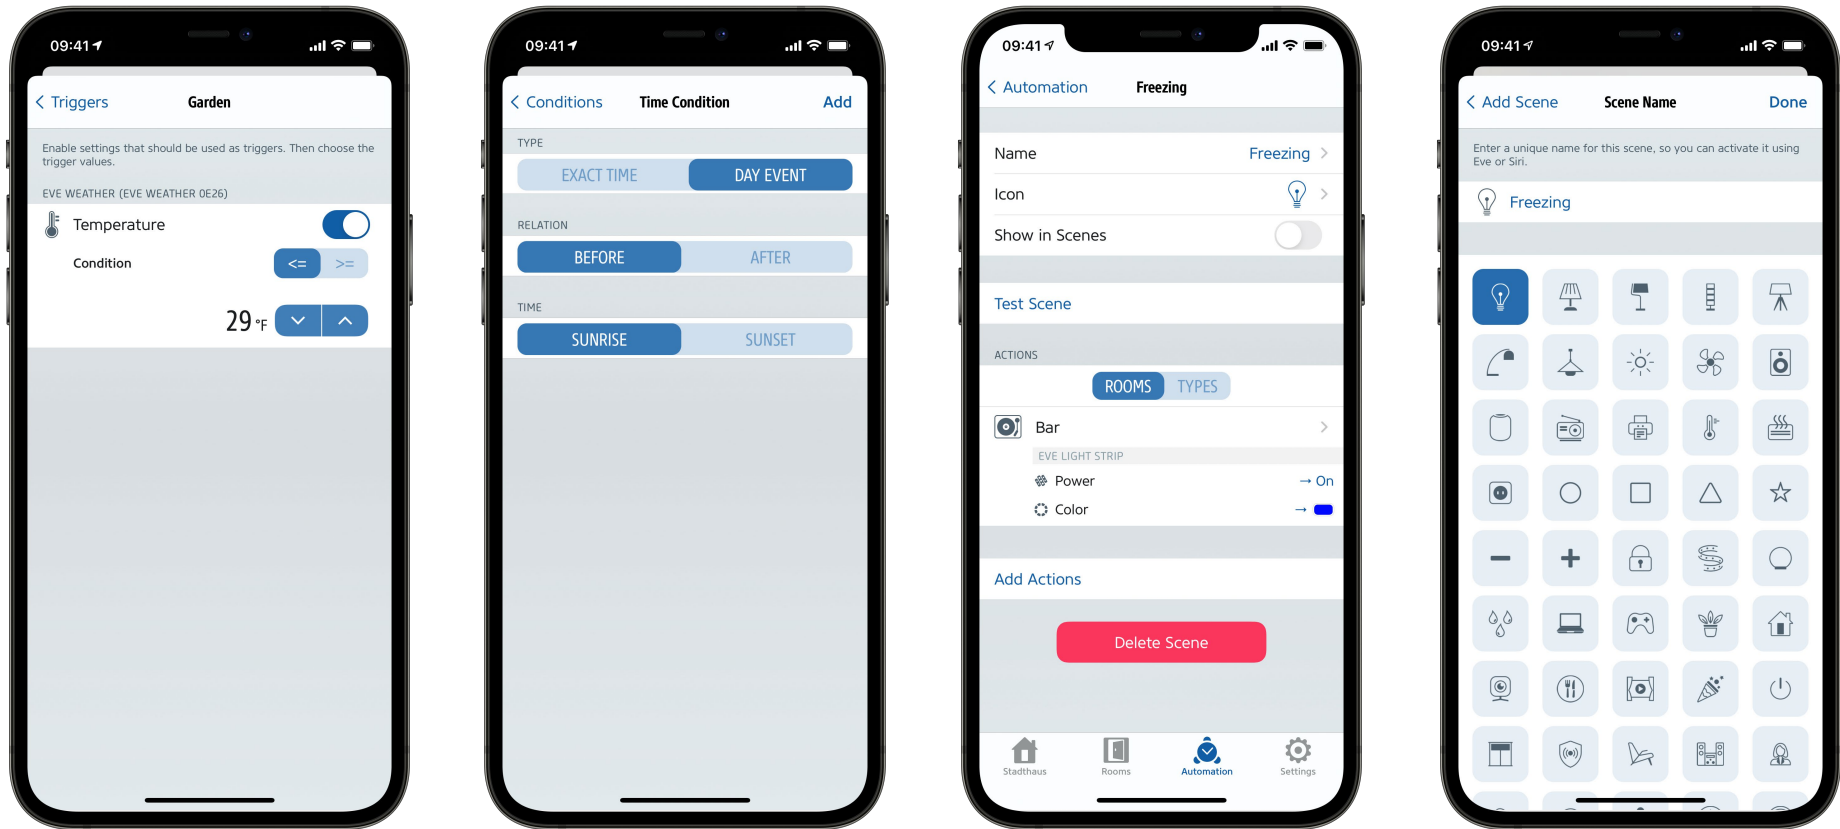 09:41
Triggers
Garden
Enable settings that should be used as triggers. Then choose the
trigger values.
EVE WEATHER (EVE WEATHER 0E26)
Temperature
Condition
<=
>=
29 °F
09:41
Conditions
Time Condition
Add
TYPE
EXACT TIME
DAY EVENT
RELATION
BEFORE
AFTER
TIME
SUNRISE
SUNSET
09:41
Automation
Freezing
Name
Freezing
Icon
Show in Scenes
Test Scene
ACTIONS
ROOMS
TYPES
Bar
EVE LIGHT STRIP
Power
→ On
Color
→
Add Actions
Delete Scene
Stadthaus
Rooms
Automation
Settings
09:41
Add Scene
Scene Name
Done
Enter a unique name for this scene, so you can activate it using
Eve or Siri.
Freezing